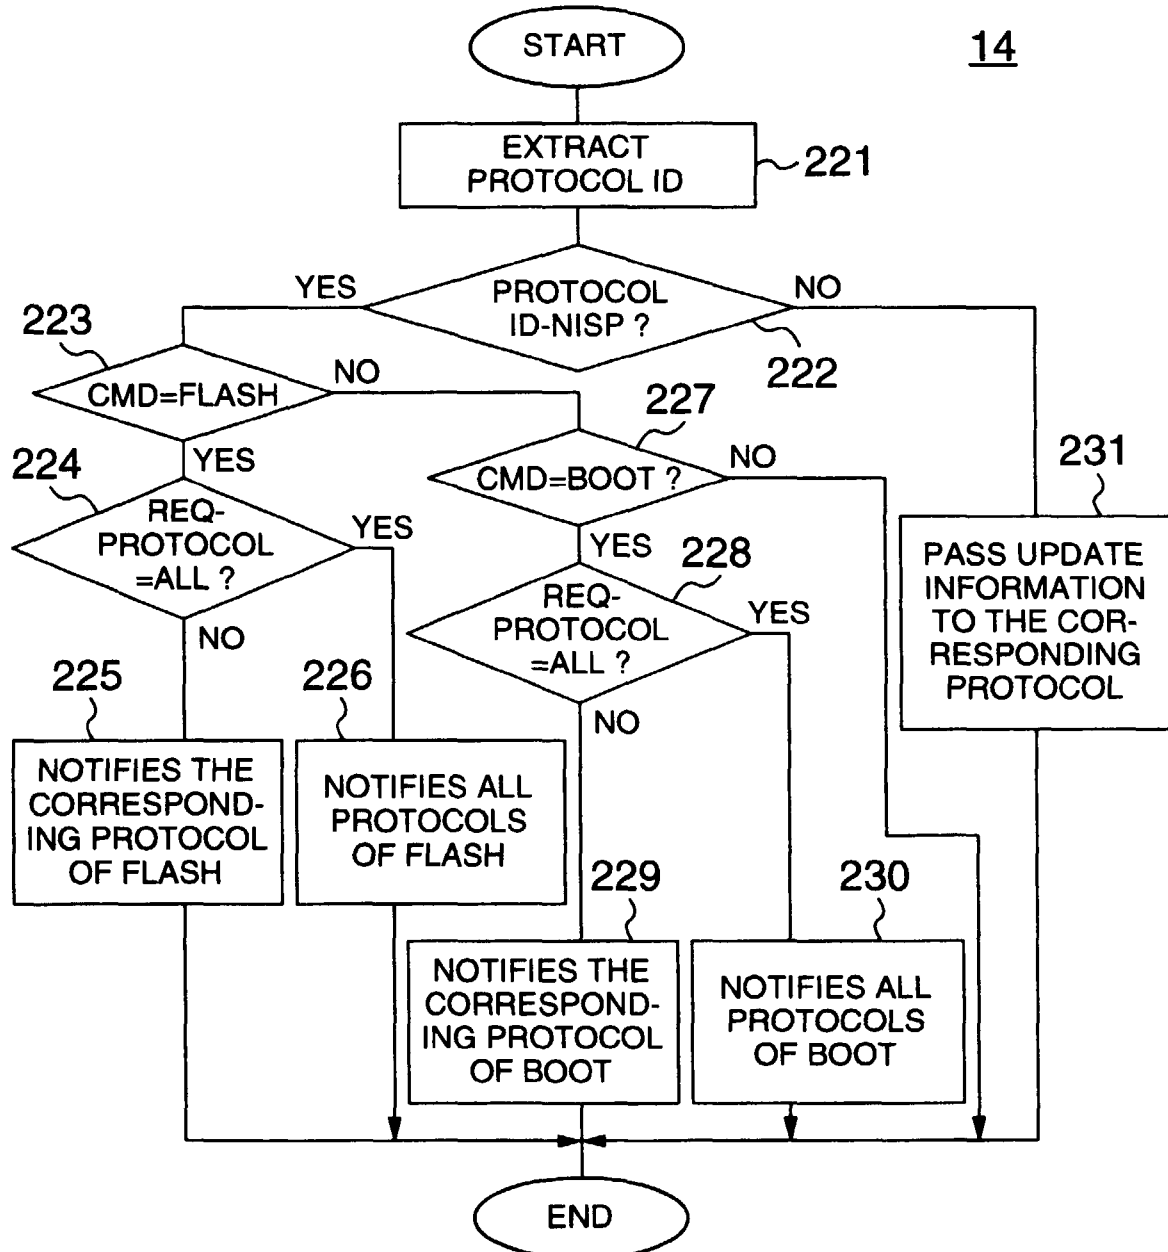 START
14
EXTRACT
PROTOCOL ID
221
YES
PROTOCOL
ID-NISP ?
NO
222
223
CMD=FLASH
NO
227
YES
CMD=BOOT ?
NO
231
224
REQ-
PROTOCOL
=ALL ?
YES
NO
YES
228
REQ-
PROTOCOL
=ALL ?
YES
NO
PASS UPDATE
INFORMATION
TO THE COR-
RESPONDING
PROTOCOL
225
NOTIFIES THE
CORRESPOND-
ING PROTOCOL
OF FLASH
226
NOTIFIES ALL
PROTOCOLS
OF FLASH
229
NOTIFIES THE
CORRESPOND-
ING PROTOCOL
OF BOOT
230
NOTIFIES ALL
PROTOCOLS
OF BOOT
END